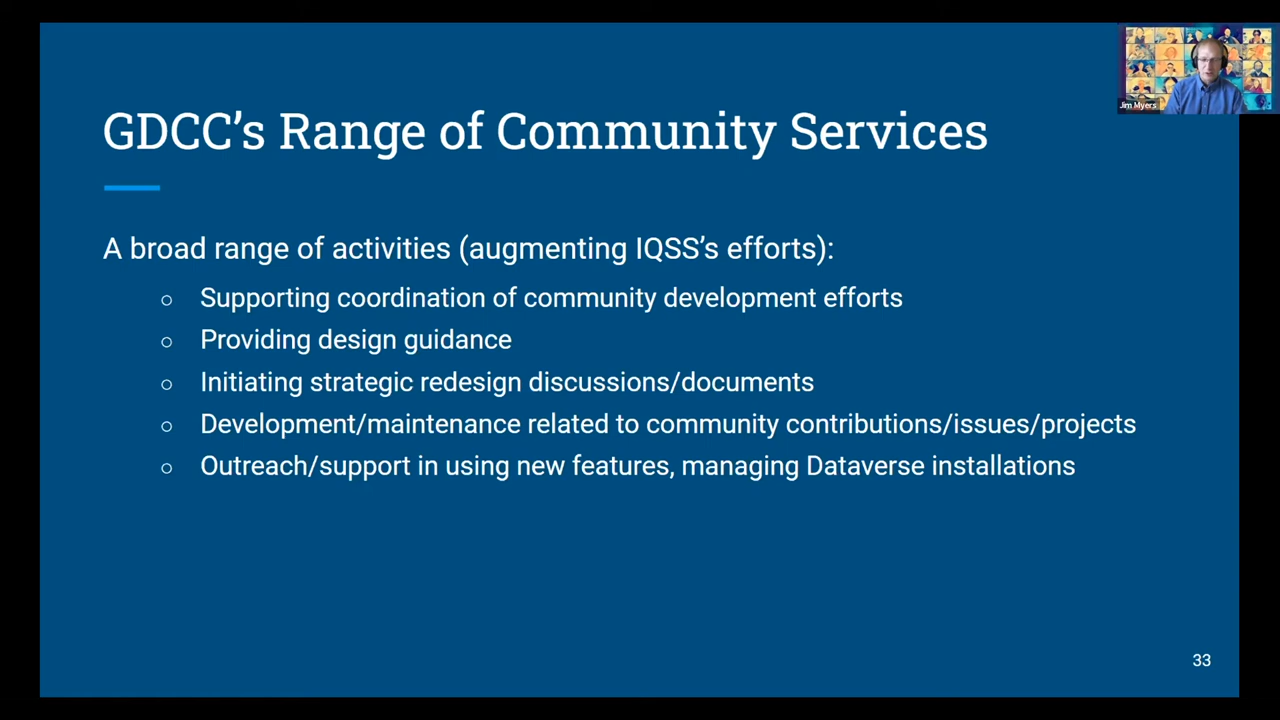 Jim Myers
GDCC’s Range of Community Services
A broad range of activities (augmenting IQSS’s efforts):
○ Supporting coordination of community development efforts
○ Providing design guidance
○ Initiating strategic redesign discussions/documents
○ Development/maintenance related to community contributions/issues/projects
○ Outreach/support in using new features, managing Dataverse installations
33